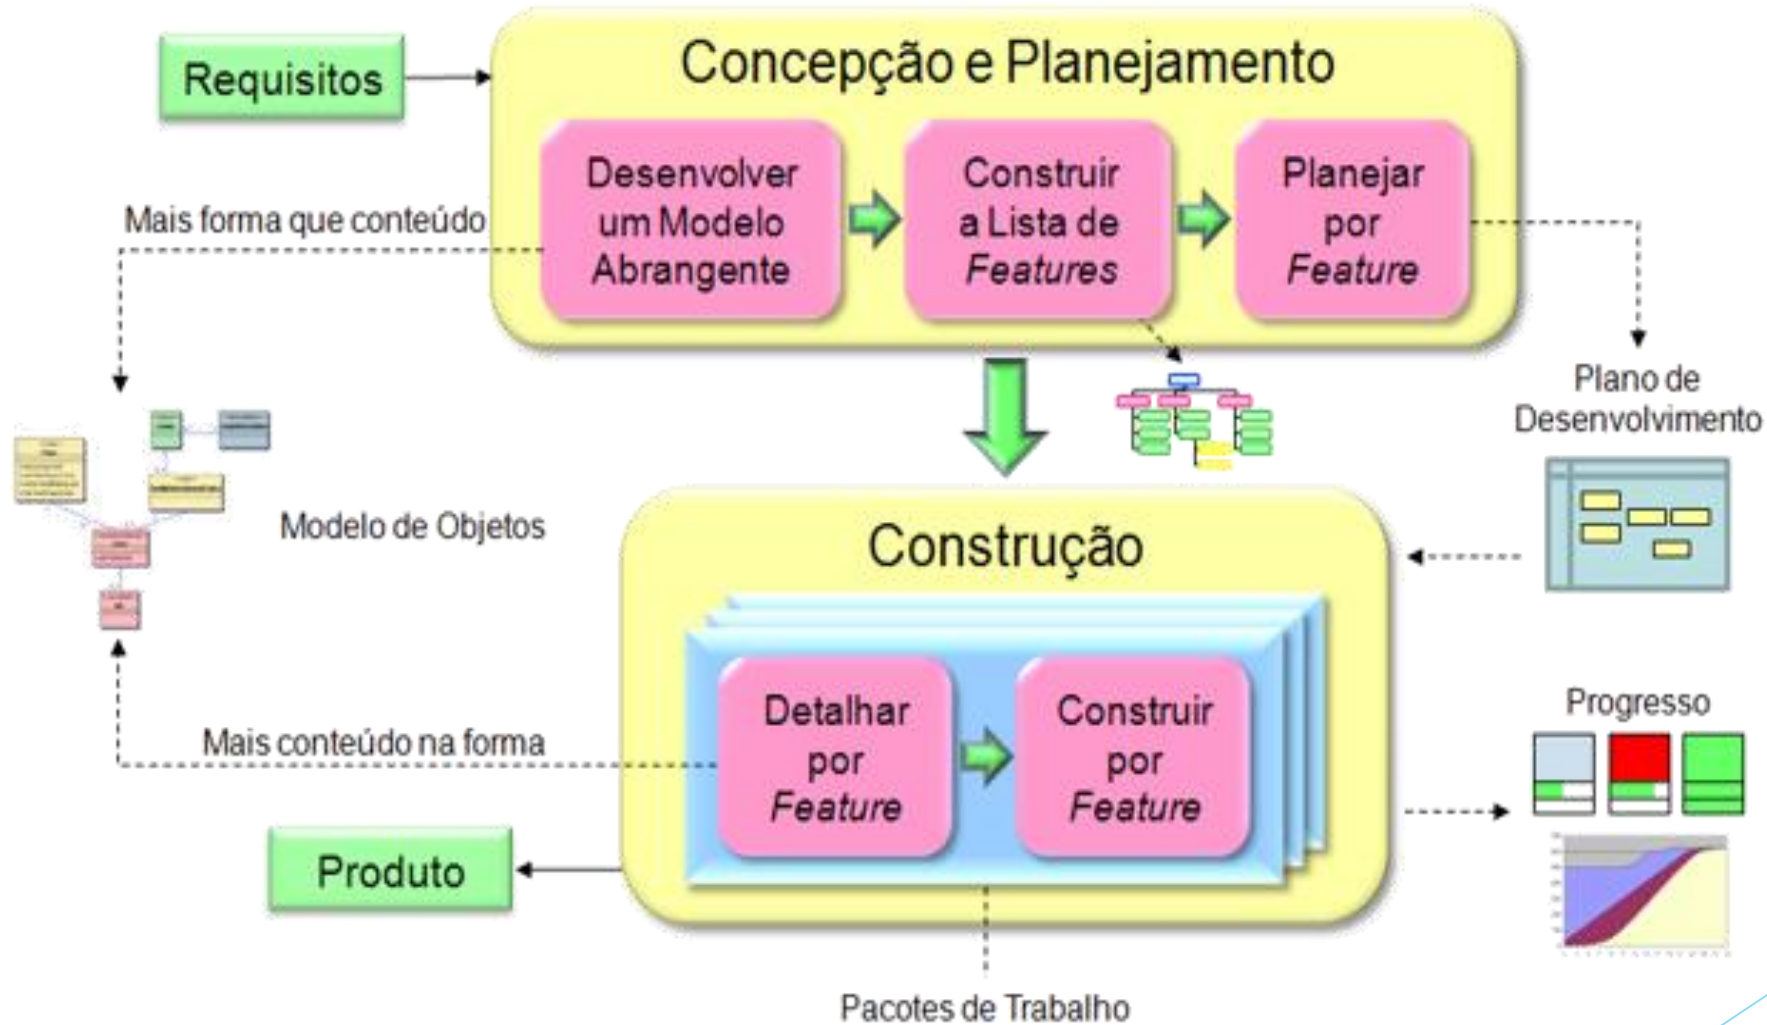 Concepção e Planejamento
Requisitos
Desenvolver
um Modelo
Abrangente
Construir
a Lista de
Features
Planejar
por
Feature
Mais forma que conteúdo
Plano de
Desenvolvimento
Modelo de Objetos
Construção
Detalhar
por
Feature
Construir
por
Feature
Progresso
Mais conteúdo na forma
Produto
Pacotes de Trabalho